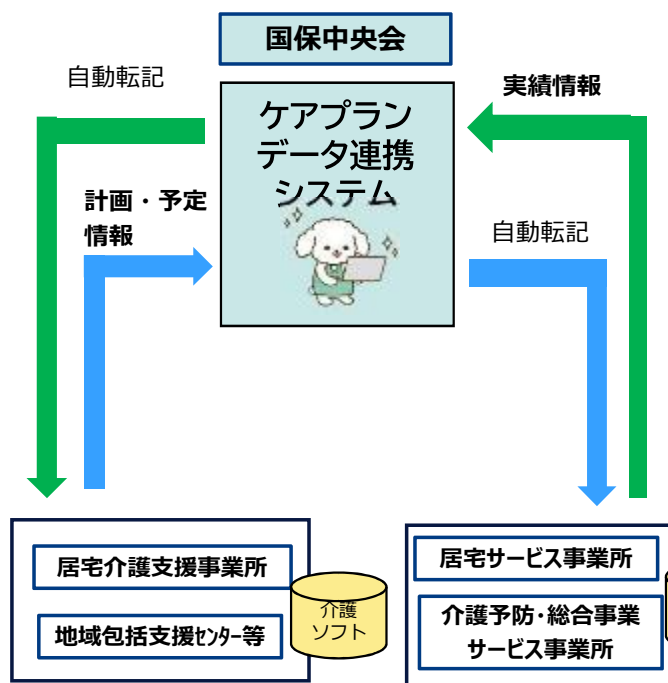 国保中央会
自動転記
ケアプラン
データ連携
システム
実績情報
計画・予定
情報
自動転記
居宅介護支援事業所
地域包括支援センター等
介護
ソフト
居宅サービス事業所
介護予防・総合事業
サービス事業所